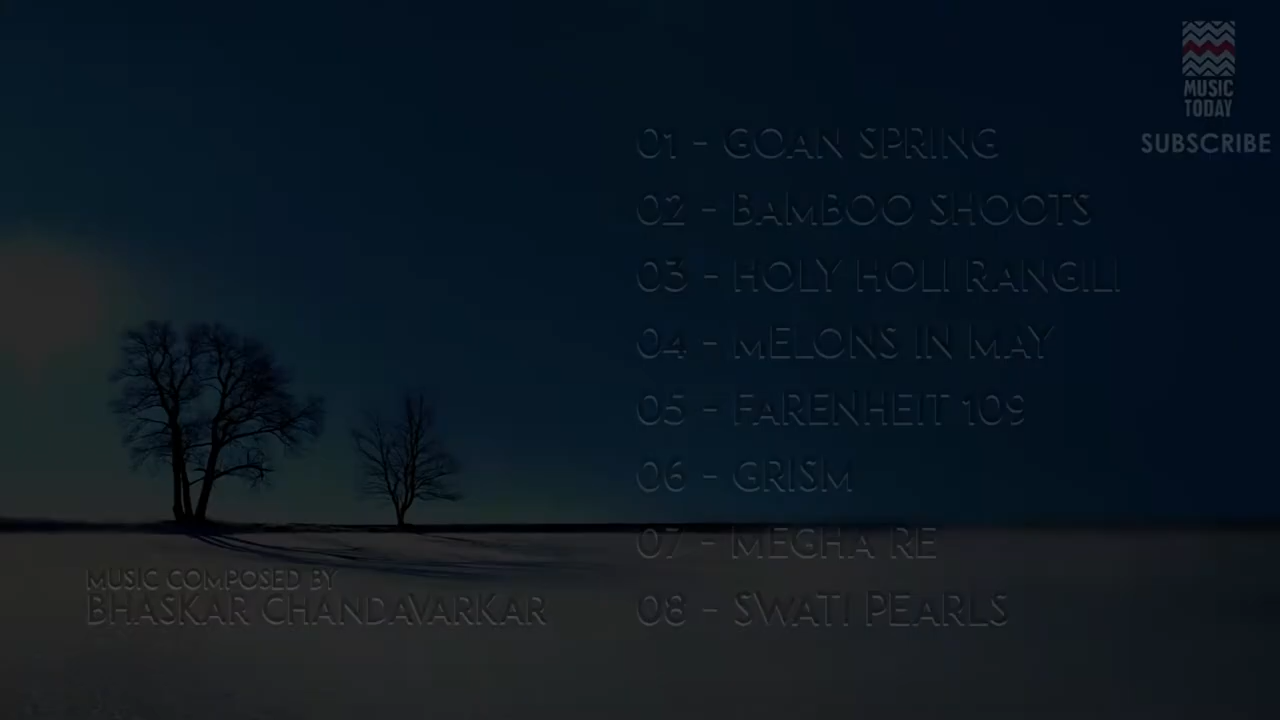 MUSIC
TODAY
SUBSCRIBE
01 - GOAN SPRING
02 - BAMBOO SHOOTS
03 - HOLY HOLI RANGILI
04 - MELONS IN MAY
05 - FARENHEIT 109
06 - GRISM
07 - MEGHA RE
08 - SWATI PEARLS
MUSIC COMPOSED BY
BHASKAR CHANDAVARKAR